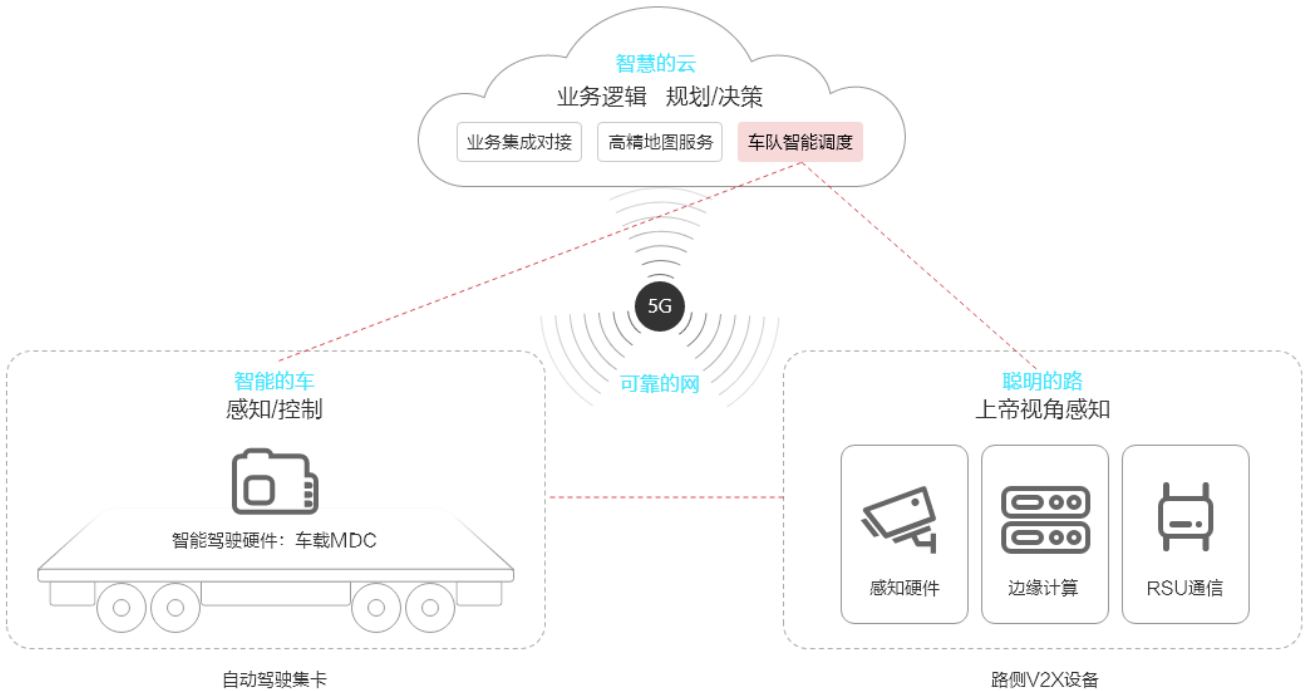 智慧的云
业务逻辑 规划/决策
业务集成对接
高精地图服务
车队智能调度
5G
可靠的网
智能的车
感知/控制
智能驾驶硬件：车载MDC
自动驾驶集卡
聪明的路
上帝视角感知
感知硬件
边缘计算
RSU通信
路侧V2X设备